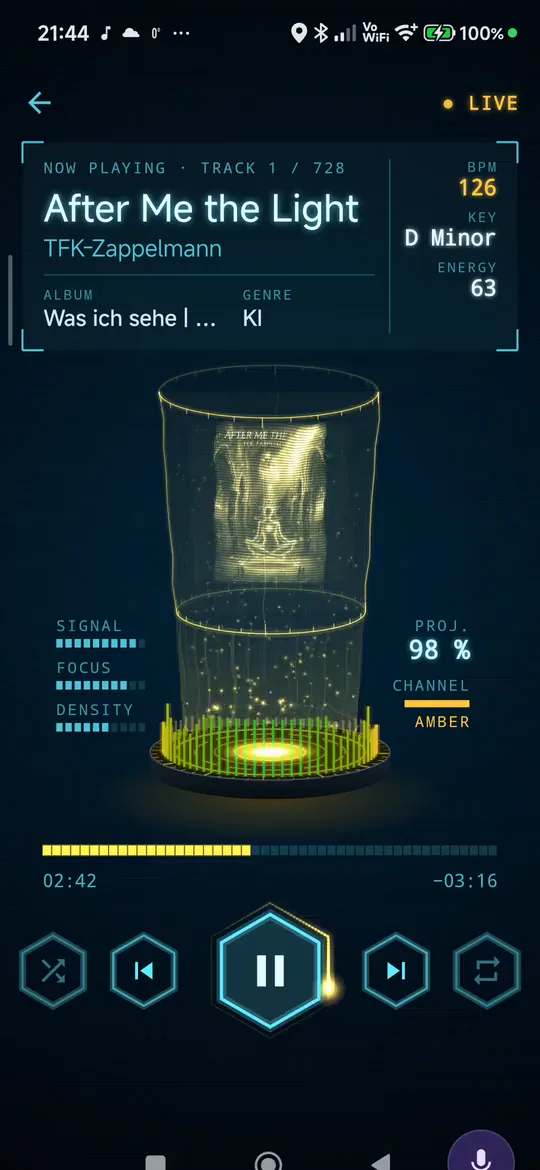 21:44 0° ... Vo WiFi 100%
LIVE
NOW PLAYING · TRACK 1 / 728
After Me the Light
TFK-Zappelmann
ALBUM GENRE
Was ich sehe | ... KI
BPM
126
KEY
D Minor
ENERGY
63
AFTER ME THE
SIGNAL
FOCUS
DENSITY
PROJ.
98 %
CHANNEL
AMBER
02:42 −03:16